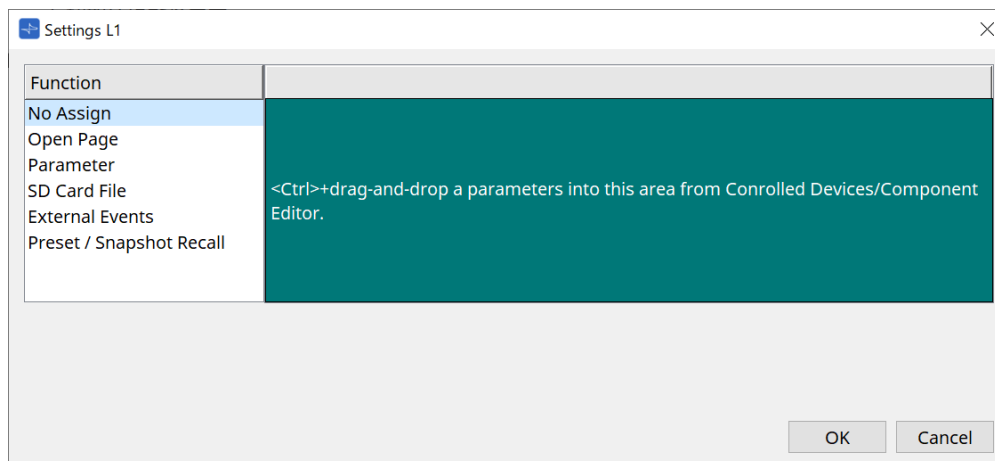 Settings L1
Function
No Assign
Open Page
Parameter
SD Card File
External Events
Preset / Snapshot Recall
<Ctrl>+drag-and-drop a parameters into this area from Conrolled Devices/Component
Editor.
OK
Cancel